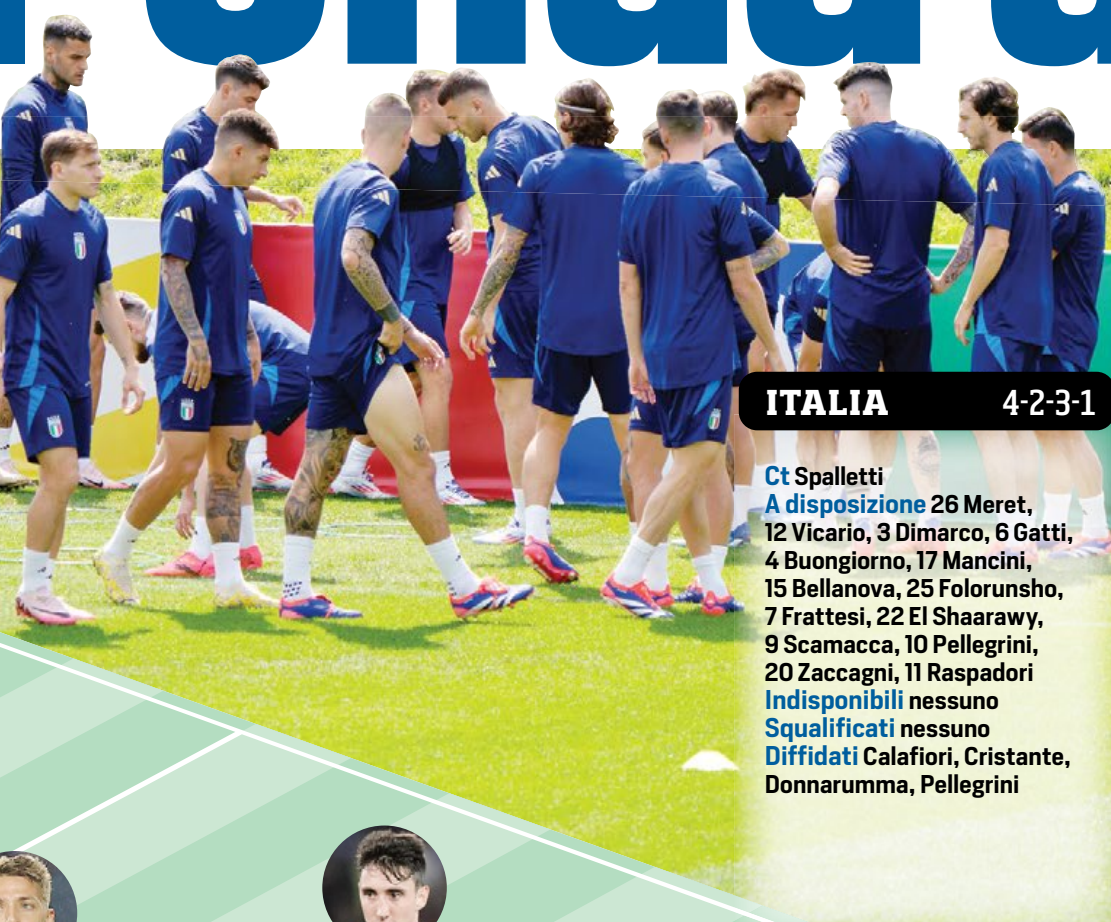 ITALIA 4-2-3-1
Ct Spalletti
A disposizione 26 Meret,
12 Vicario, 3 Dimarco, 6 Gatti,
4 Buongiorno, 17 Mancini,
15 Bellanova, 25 Folorunsho,
7 Frattesi, 22 El Shaarawy,
9 Scamacca, 10 Pellegrini,
20 Zaccagni, 11 Raspadori
Indisponibili nessuno
Squalificati nessuno
Diffidati Calafiori, Cristante,
Donnarumma, Pellegrini